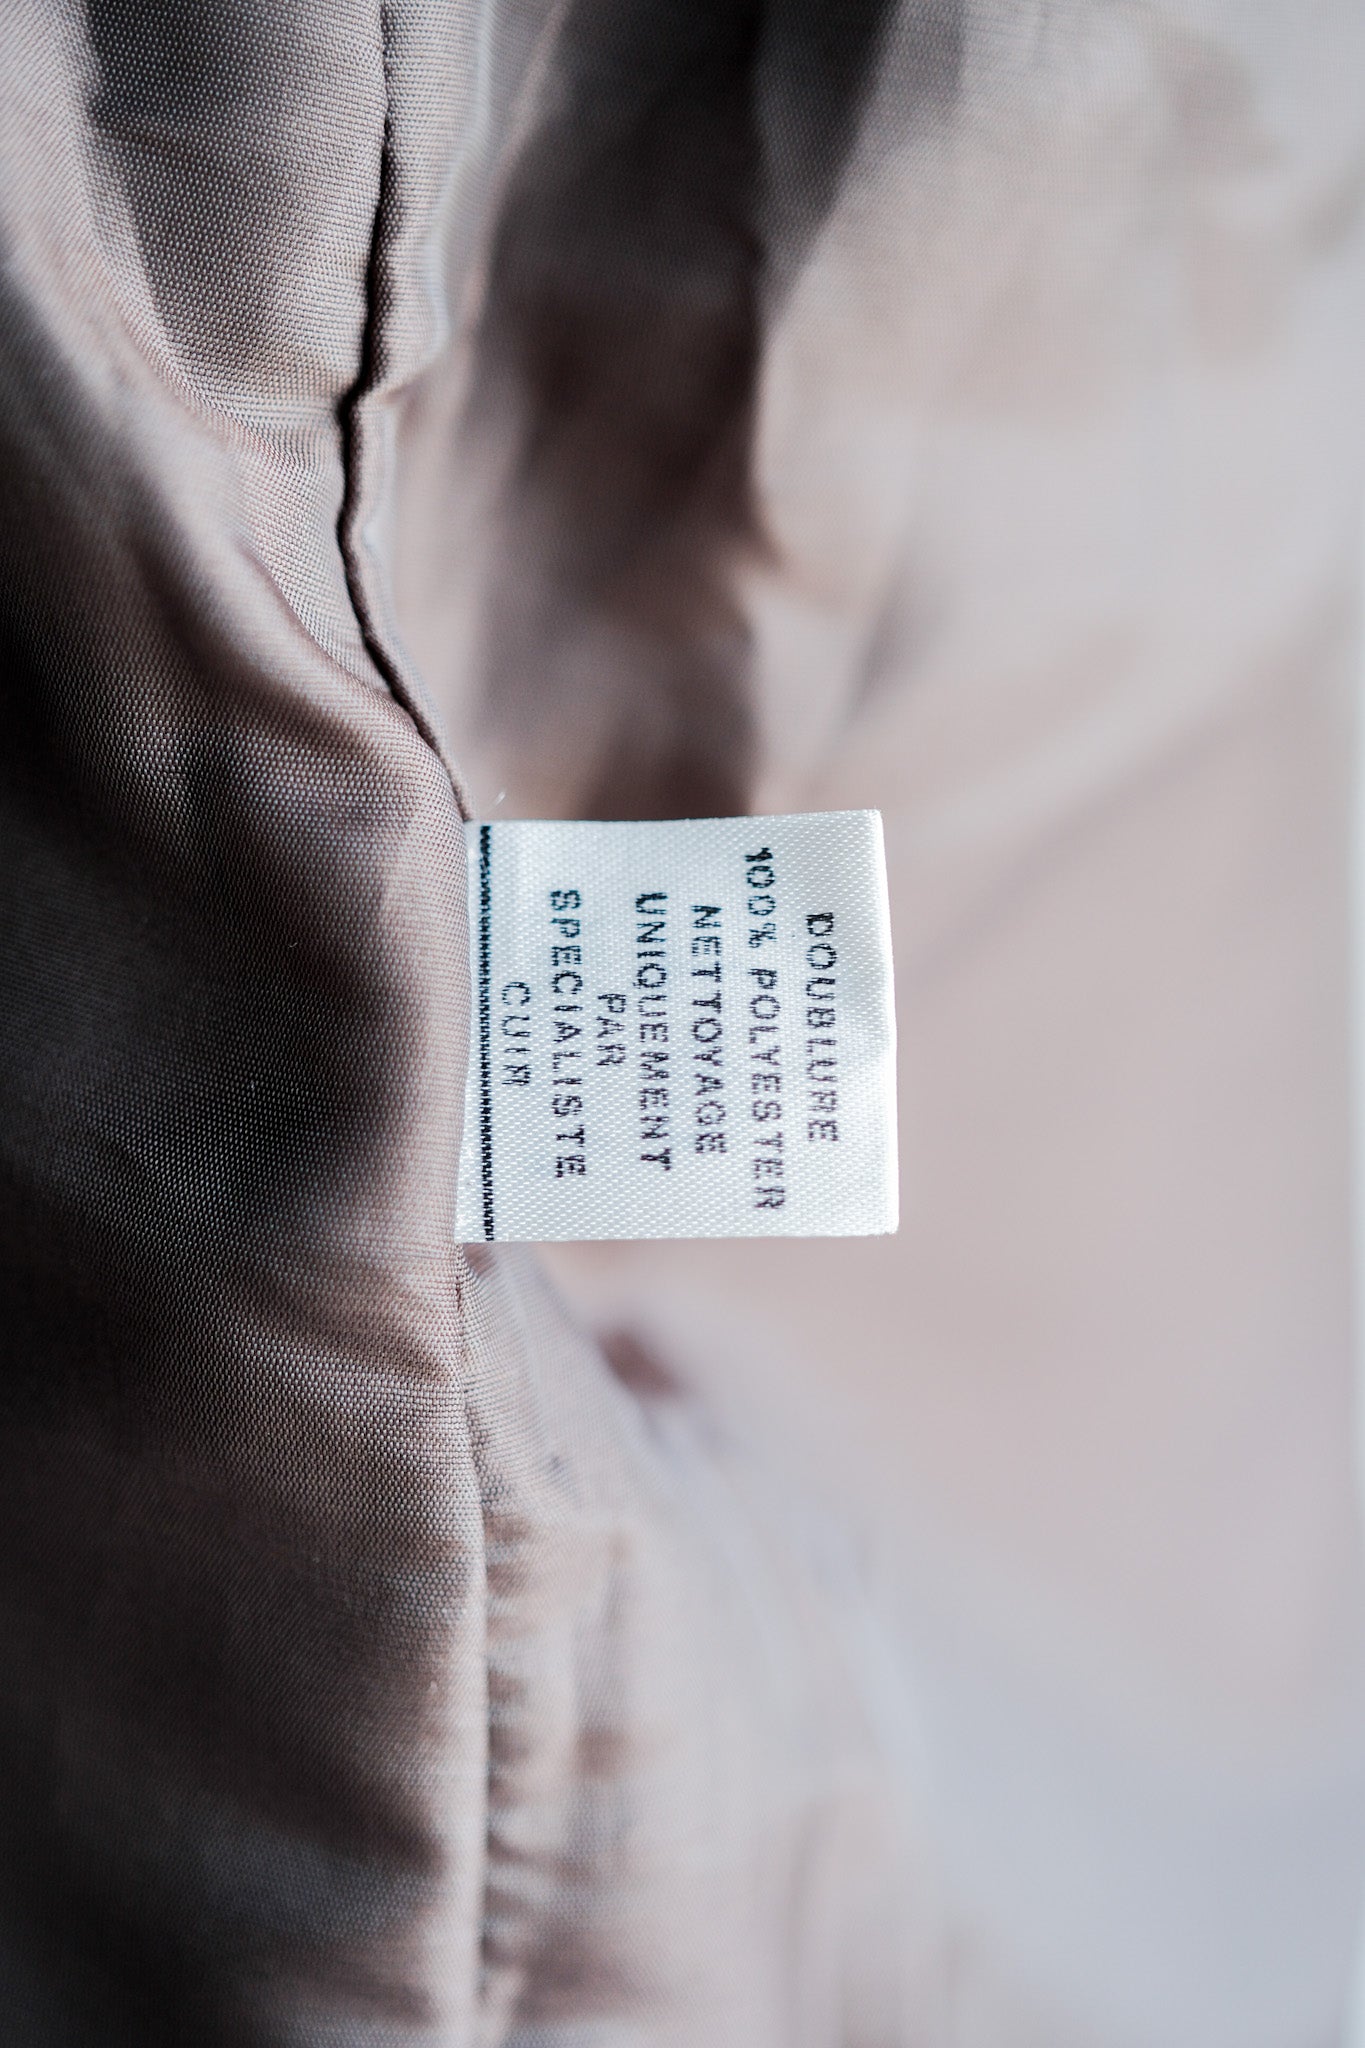 DOUBLURE
100% POLYESTER
NETTOYAGE
UNIQUEMENT
PAR
SPECIALISTE
CUIR